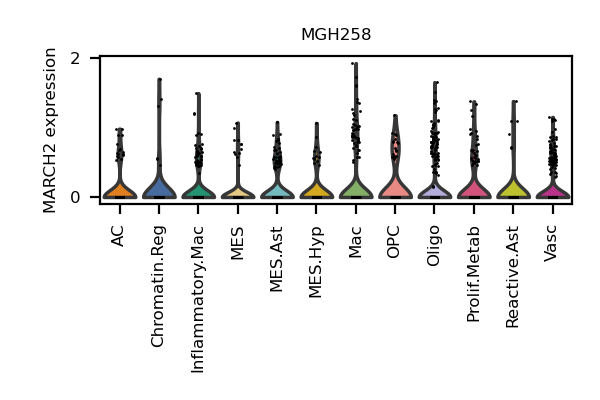 MGH258
MARCH2 expression
2
0
AC
Chromatin.Reg
Inflammatory.Mac
MES
MES.Ast
MES.Hyp
Mac
OPC
Oligo
Prolif.Metab
Reactive.Ast
Vasc